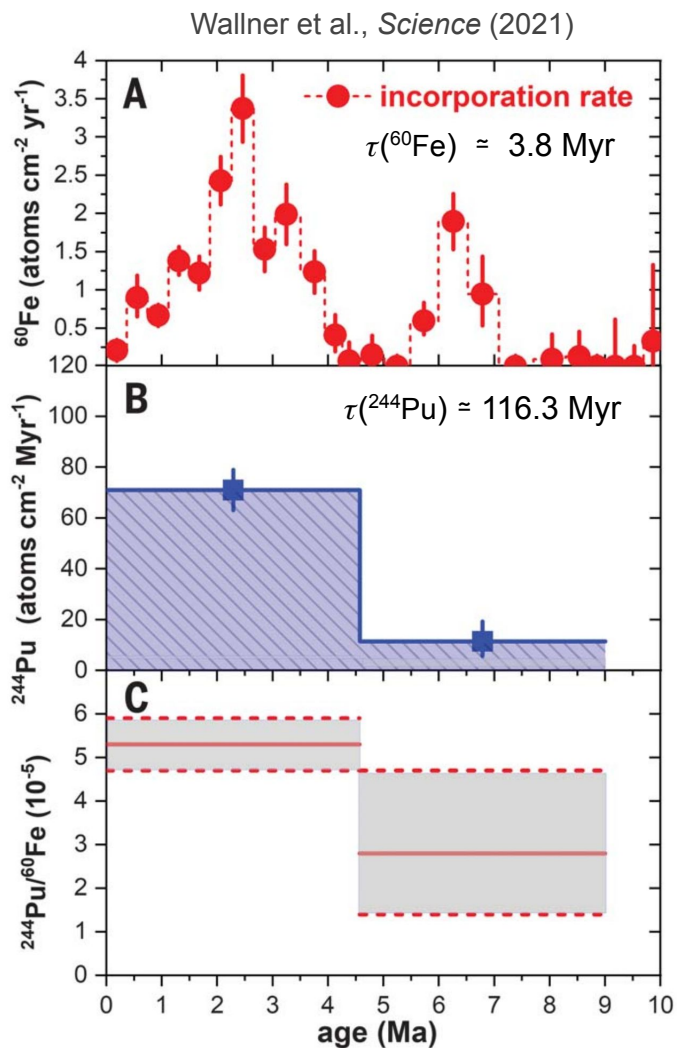 Wallner et al., Science (2021)
A
incorporation rate
τ(⁶⁰Fe) ≃ 3.8 Myr
⁶⁰Fe (atoms cm⁻² yr⁻¹)
4
3.5
3
2.5
2
1.5
1
0.5
120
B
τ(²⁴⁴Pu) ≃ 116.3 Myr
²⁴⁴Pu (atoms cm⁻² Myr⁻¹)
100
80
60
40
20
0
C
²⁴⁴Pu/⁶⁰Fe (10⁻⁵)
6
5
4
3
2
1
0
0 1 2 3 4 5 6 7 8 9 10
age (Ma)